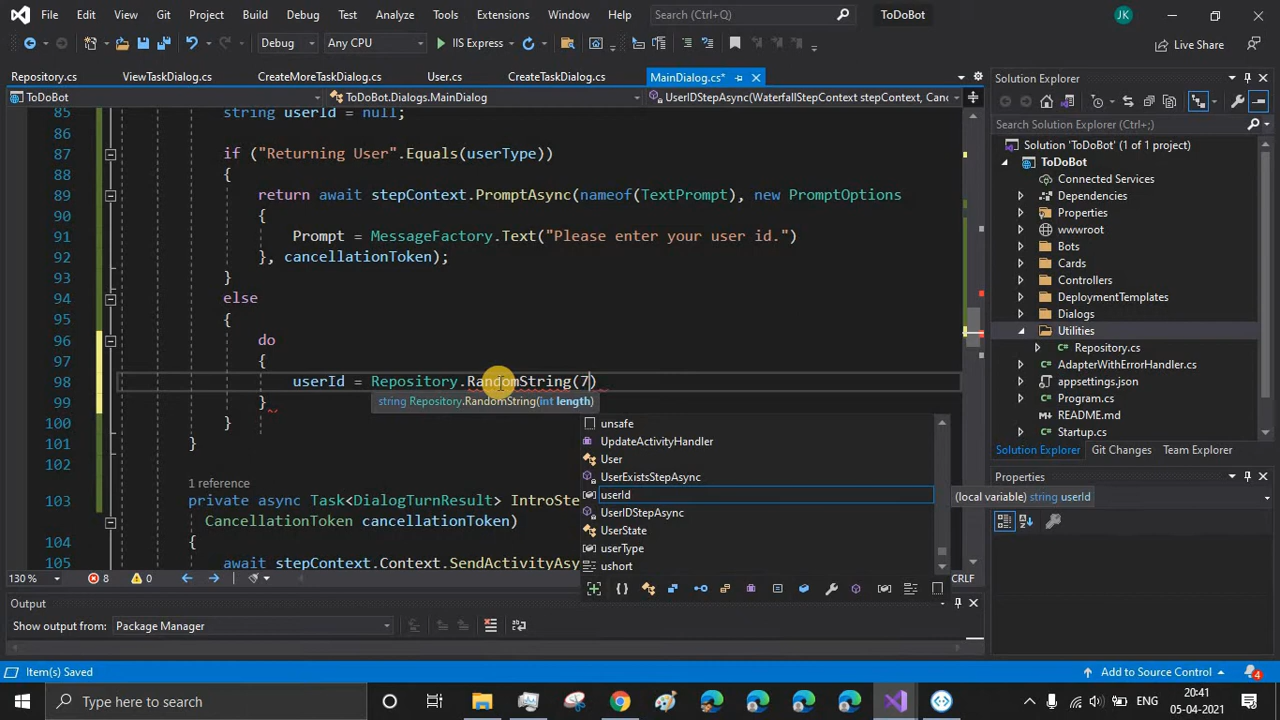 File Edit View Git Project Build Debug Test Analyze Tools Extensions Window Help Search (Ctrl+Q) ToDoBot JK
Debug Any CPU IIS Express Live Share
Repository.cs ViewTaskDialog.cs CreateMoreTaskDialog.cs User.cs CreateTaskDialog.cs MainDialog.cs*
ToDoBot ToDoBot.Dialogs.MainDialog UserIDStepAsync(WaterfallStepContext stepContext, Canc
85 string userId = null;
86
87 if ("Returning User".Equals(userType))
88 {
89 return await stepContext.PromptAsync(nameof(TextPrompt), new PromptOptions
90 {
91 Prompt = MessageFactory.Text("Please enter your user id.")
92 }, cancellationToken);
93 }
94 else
95 {
96 do
97 {
98 userId = Repository.RandomString(7)
string Repository.RandomString(int length)
99 }
100 }
101 }
102
1 reference
103 private async Task<DialogTurnResult> IntroSte
CancellationToken cancellationToken)
104 {
105 await stepContext.Context.SendActivityAsy
unsafe
UpdateActivityHandler
User
UserExistsStepAsync
userId
(local variable) string userId
UserIDStepAsync
UserState
userType
ushort
130 % 8 0 CRLF
Output
Show output from: Package Manager
Solution Explorer
Search Solution Explorer (Ctrl+;)
Solution 'ToDoBot' (1 of 1 project)
ToDoBot
Connected Services
Dependencies
Properties
wwwroot
Bots
Cards
Controllers
DeploymentTemplates
Dialogs
Utilities
Repository.cs
AdapterWithErrorHandler.cs
appsettings.json
Program.cs
README.md
Startup.cs
Solution Explorer Git Changes Team Explorer
Properties
Item(s) Saved Add to Source Control 4
Type here to search ENG 20:41
05-04-2021